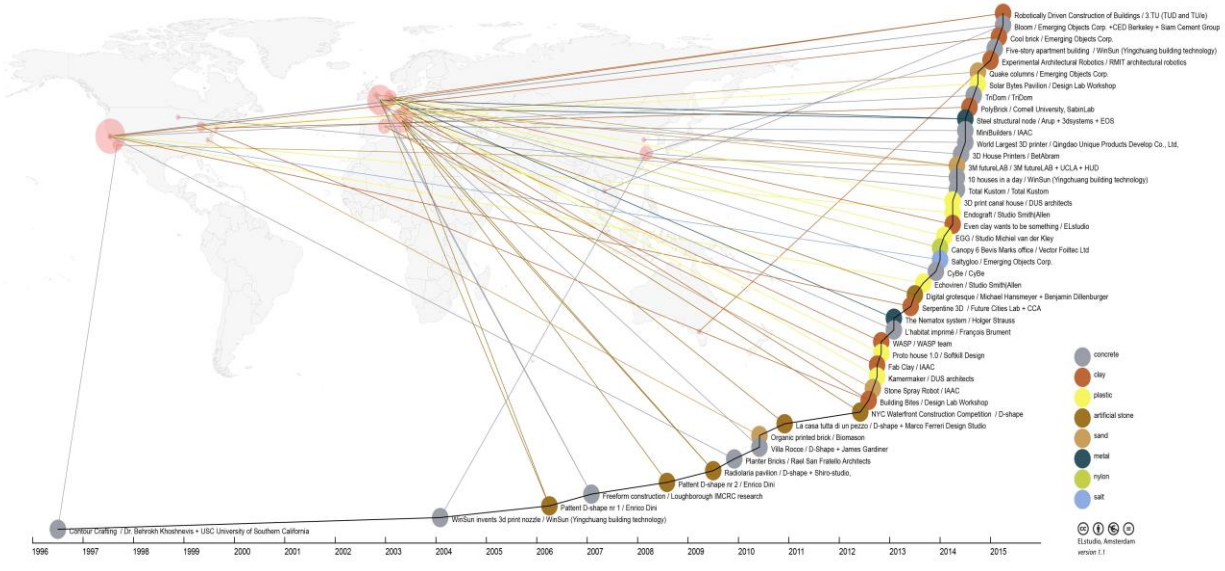 Robotically Driven Construction of Buildings / 3.TU (TUD and TU/e)
Bloom / Emerging Objects Corp. +CED Berkeley + Siam Cement Group
Cool brick / Emerging Objects Corp.
Five-story apartment building / WinSun (Yingchuang building technology)
Experimental Architectural Robotics / RMIT architectural robotics
Quake columns / Emerging Objects Corp.
Solar Bytes Pavilion / Design Lab Workshop
TriDom / TriDom
PolyBrick / Cornell University, SabinLab
Steel structural node / Arup + 3dsystems + EOS
MiniBuilders / IAAC
World Largest 3D printer / Qingdao Unique Products Develop Co., Ltd,
3D House Printers / BetAbram
3M futureLAB / 3M futureLAB + UCLA + HUD
10 houses in a day / WinSun (Yingchuang building technology)
Total Kustom / Total Kustom
3D print canal house / DUS architects
Endograft / Studio Smith|Allen
Even clay wants to be something / ELstudio
EGG / Studio Michiel van der Kley
Canopy 6 Bevis Marks office / Vector Foiltec Ltd
Saltygloo / Emerging Objects Corp.
CyBe / CyBe
Echoviren / Studio Smith|Allen
Digital grotesque / Michael Hansmeyer + Benjamin Dillenburger
Serpentine 3D / Future Cities Lab + CCA
The Nematox system / Holger Strauss
L'habitat imprimé / François Brument
WASP / WASP team
Proto house 1.0 / Softkill Design
Fab Clay / IAAC
Kamermaker / DUS architects
Stone Spray Robot / IAAC
Building Bites / Design Lab Workshop
NYC Waterfront Construction Competition / D-shape
La casa tutta di un pezzo / D-shape + Marco Ferreri Design Studio
Organic printed brick / Biomason
Villa Rocce / D-Shape + James Gardiner
Planter Bricks / Rael San Fratello Architects
Radiolaria pavilion / D-shape + Shiro-studio,
Pattent D-shape nr 2 / Enrico Dini
Freeform construction / Loughborough IMCRC research
Pattent D-shape nr 1 / Enrico Dini
WinSun invents 3d print nozzle / WinSun (Yingchuang building technology)
Contour Crafting / Dr. Behrokh Khoshnevis + USC University of Southern California
concrete
clay
plastic
artificial stone
sand
metal
nylon
salt
ELstudio, Amsterdam
version 1.1
1996 1997 1999 2000 2002 2003 2004 2006 2007 2009 2010 2011 2012 2013 2014 2015